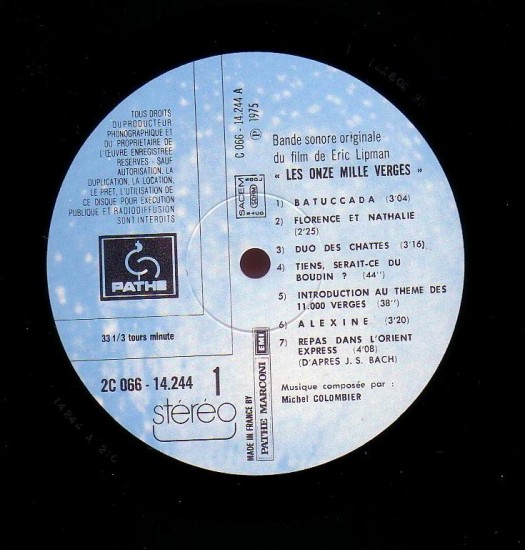 TOUS DROITS
DU PRODUCTEUR
PHONOGRAPHIQUE ET
DU PROPRIETAIRE DE
L'ŒUVRE ENREGISTREE
RESERVES - SAUF
AUTORISATION, LA
DUPLICATION, LA LOCATION,
LE PRET, L'UTILISATION DE
CE DISQUE POUR EXECUTION
PUBLIQUE ET RADIODIFFUSION
SONT INTERDITS
PATHE
33 1/3 tours minute
2C 066 - 14.244 1
stéréo
C 066 - 14.244 A
Ⓟ 1975
SACEM
MADE IN FRANCE BY
PATHE MARCONI EMI
Bande sonore originale
du film de Eric Lipman
« LES ONZE MILLE VERGES »
1) BATUCCADA (3'04)
2) FLORENCE ET NATHALIE
(2'25)
3) DUO DES CHATTES (3'16)
4) TIENS, SERAIT-CE DU
BOUDIN ? (44")
5) INTRODUCTION AU THEME DES
11.000 VERGES (38")
6) ALEXINE (3'20)
7) REPAS DANS L'ORIENT
EXPRESS (4'08)
(D'APRES J. S. BACH)
Musique composée par :
Michel COLOMBIER